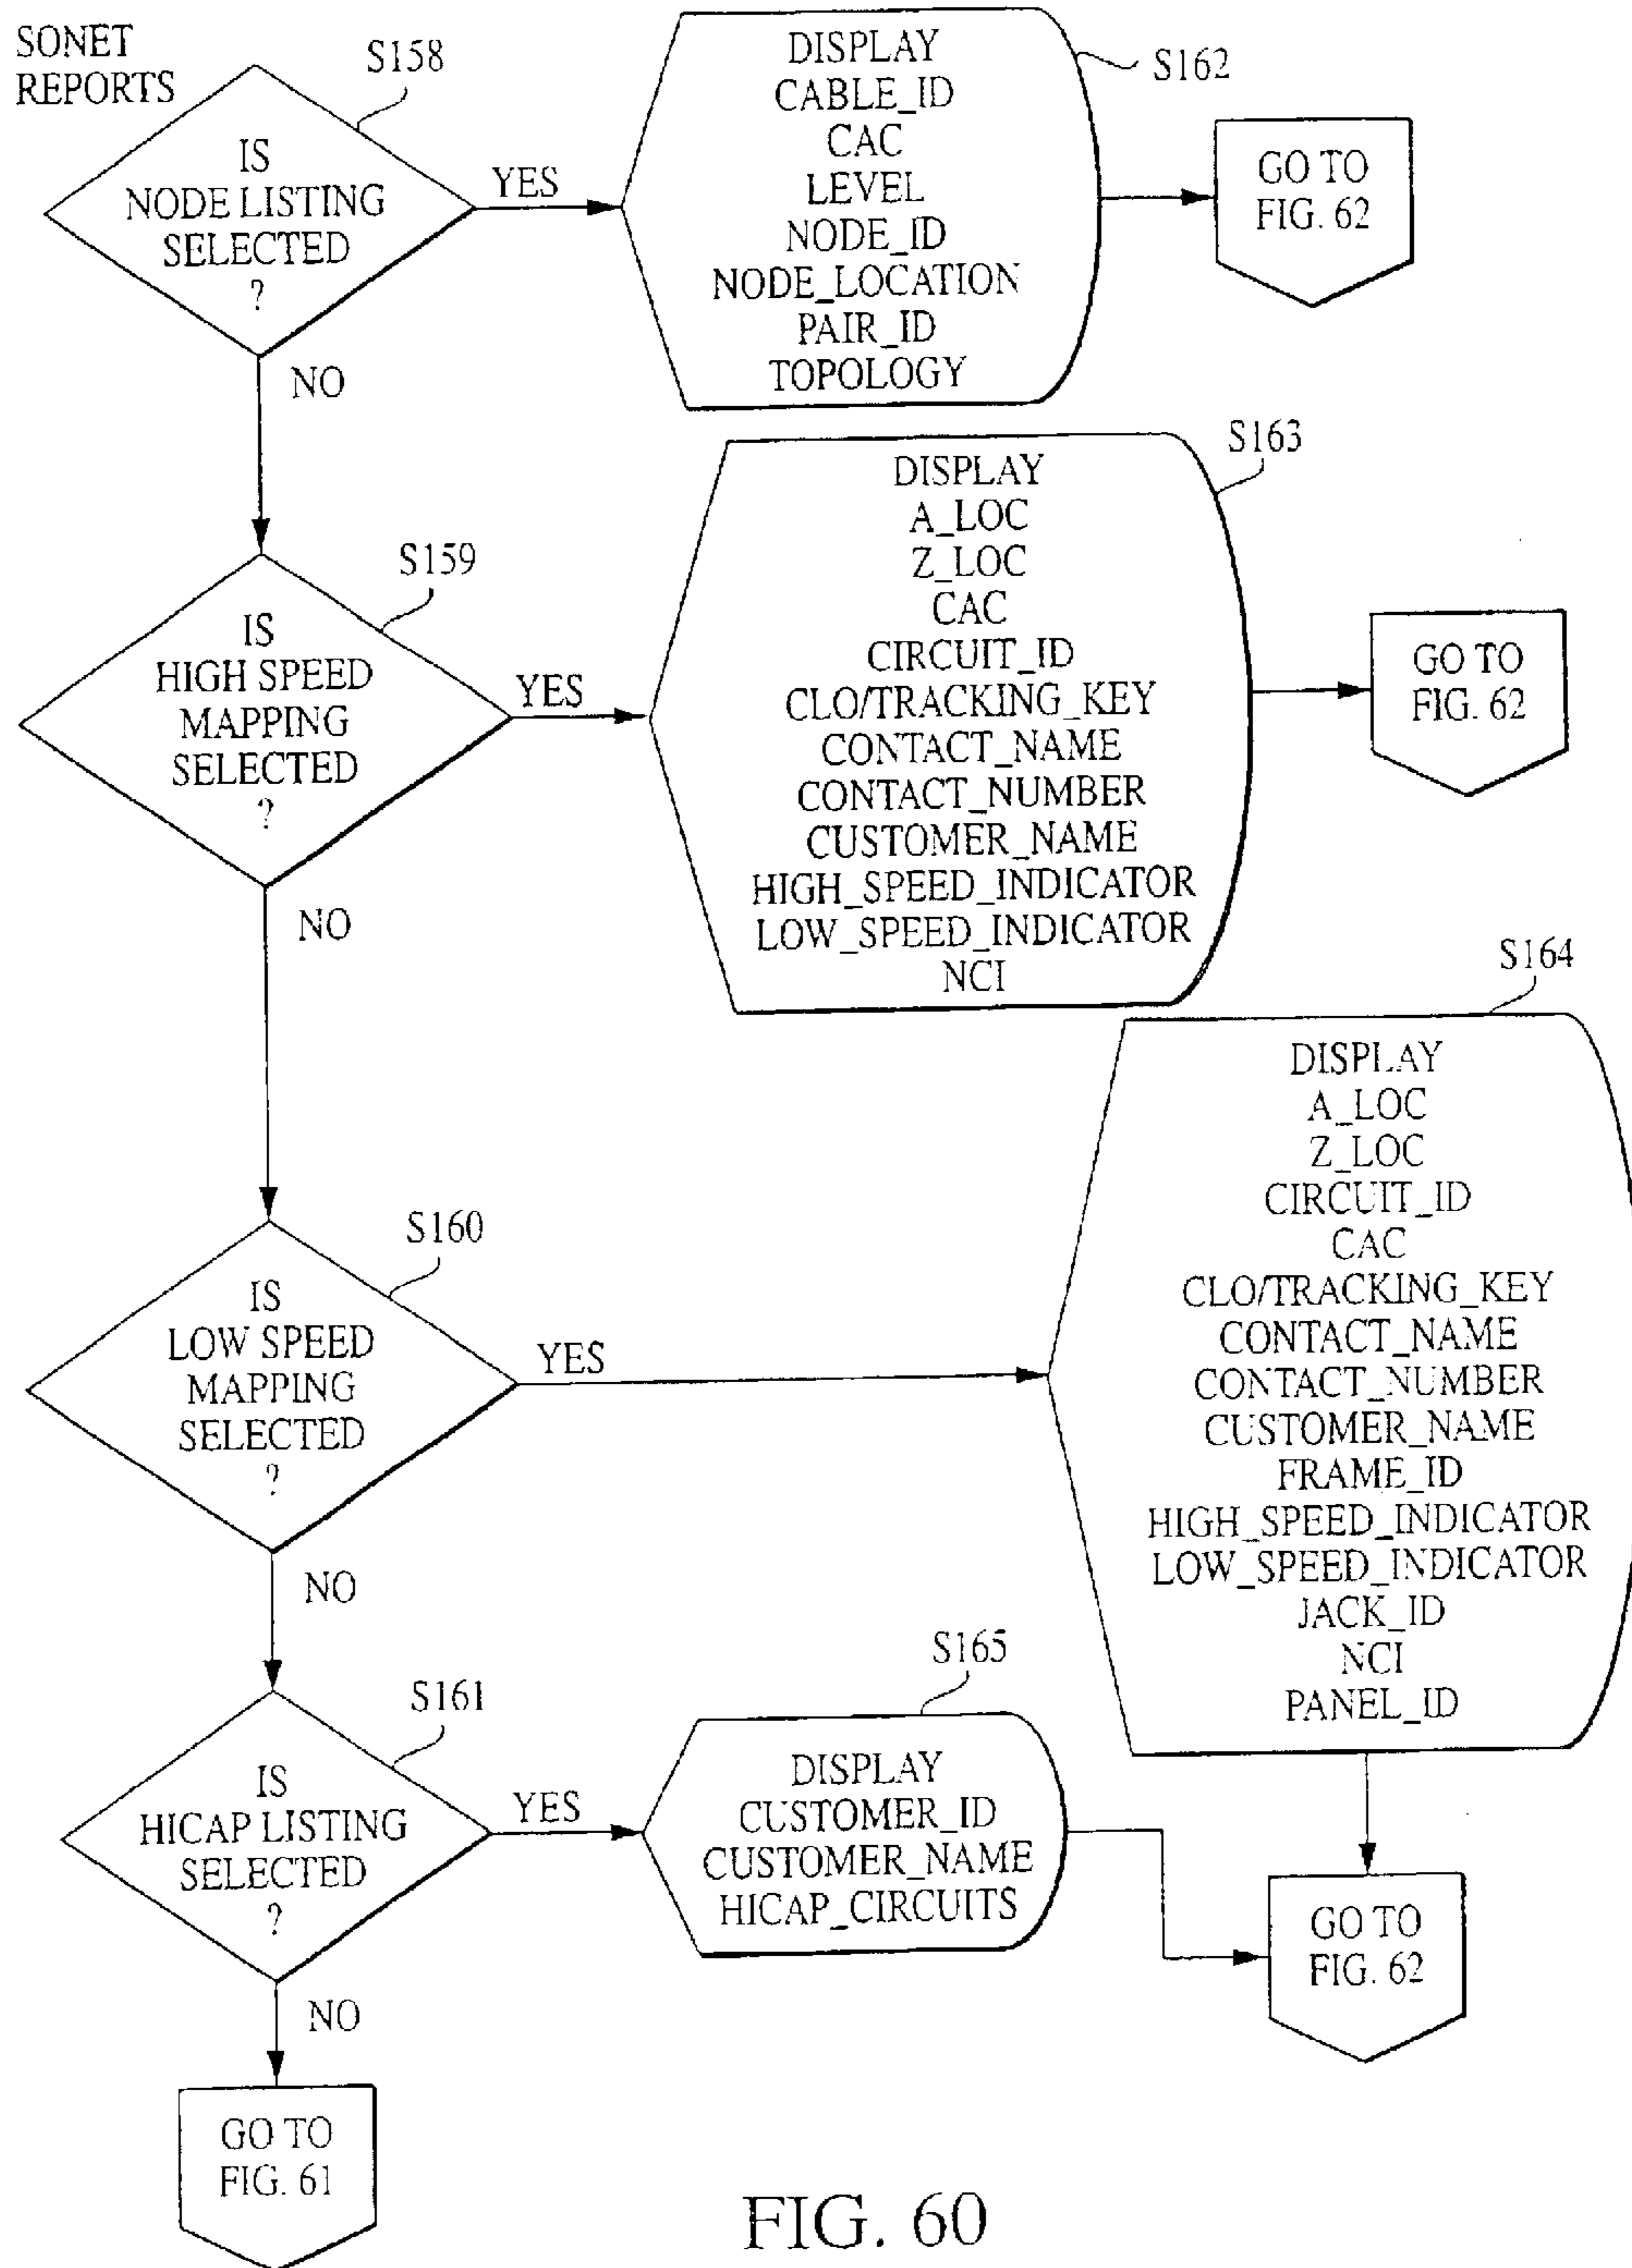 SONET
REPORTS
S158
IS
NODE LISTING
SELECTED
?
YES
NO
DISPLAY
CABLE_ID
CAC
LEVEL
NODE_ID
NODE_LOCATION
PAIR_ID
TOPOLOGY
S162
GO TO
FIG. 62
S159
IS
HIGH SPEED
MAPPING
SELECTED
?
YES
NO
S163
DISPLAY
A_LOC
Z_LOC
CAC
CIRCUIT_ID
CLO/TRACKING_KEY
CONTACT_NAME
CONTACT_NUMBER
CUSTOMER_NAME
HIGH_SPEED_INDICATOR
LOW_SPEED_INDICATOR
NCI
GO TO
FIG. 62
S160
IS
LOW SPEED
MAPPING
SELECTED
?
YES
NO
S164
DISPLAY
A_LOC
Z_LOC
CIRCUIT_ID
CAC
CLO/TRACKING_KEY
CONTACT_NAME
CONTACT_NUMBER
CUSTOMER_NAME
FRAME_ID
HIGH_SPEED_INDICATOR
LOW_SPEED_INDICATOR
JACK_ID
NCI
PANEL_ID
S161
IS
HICAP LISTING
SELECTED
?
YES
NO
S165
DISPLAY
CUSTOMER_ID
CUSTOMER_NAME
HICAP_CIRCUITS
GO TO
FIG. 62
GO TO
FIG. 61
FIG. 60